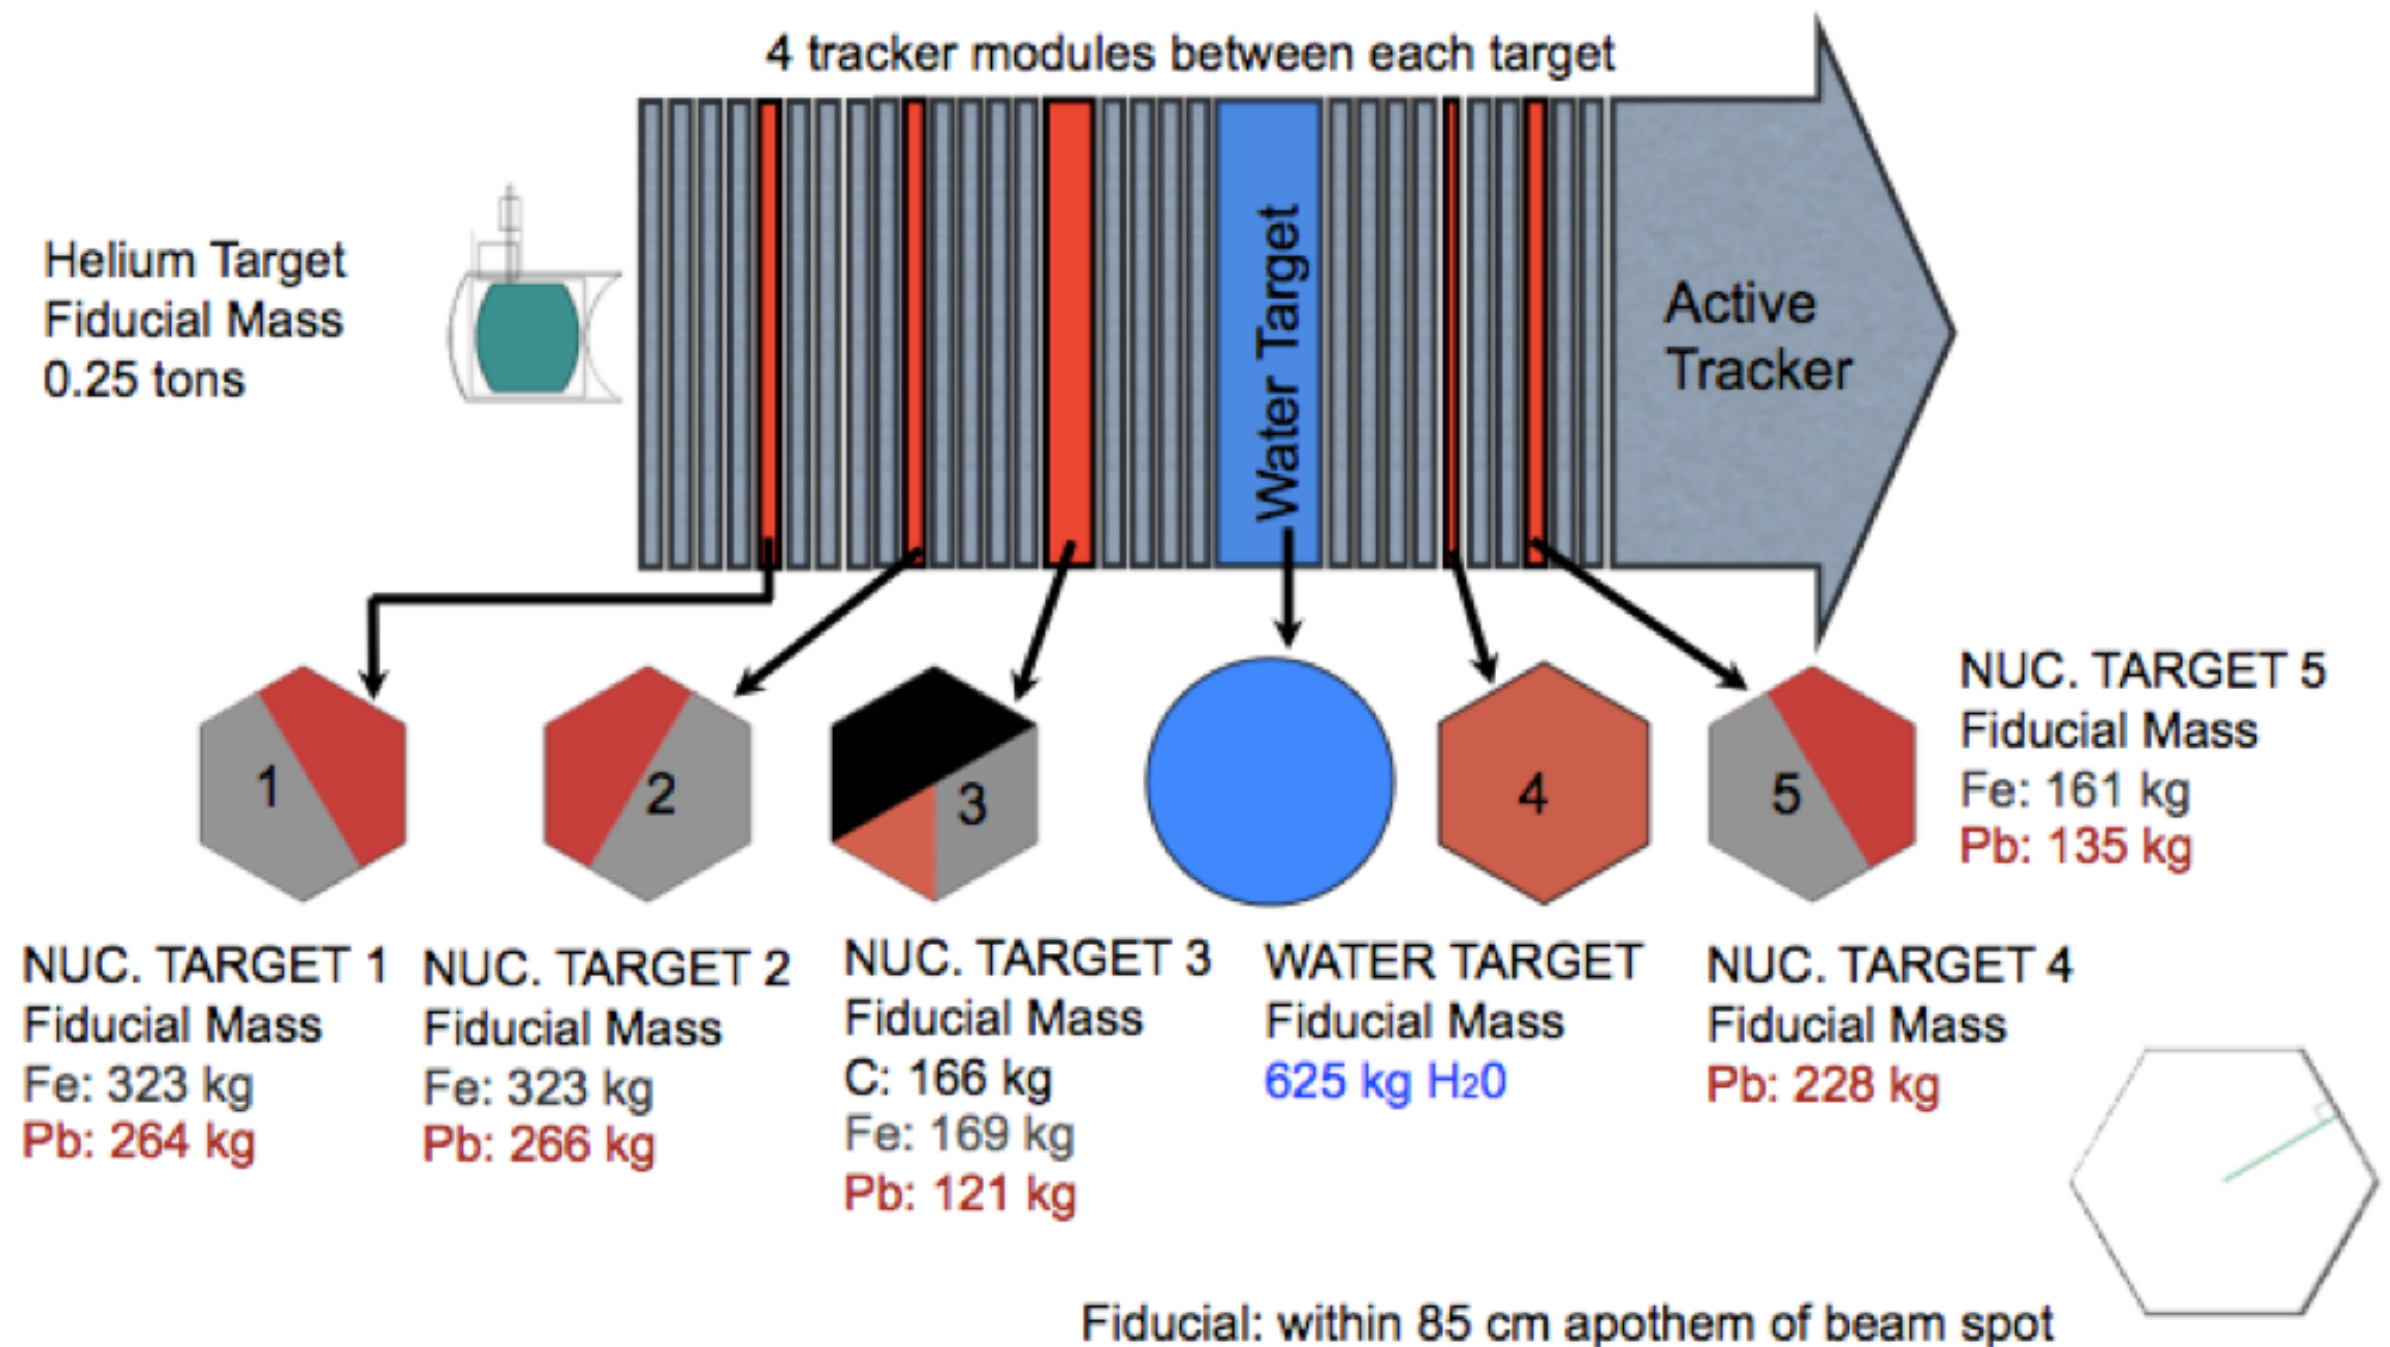 4 tracker modules between each target
Helium Target
Fiducial Mass
0.25 tons
Water Target
Active
Tracker
1
2
3
4
5
NUC. TARGET 5
Fiducial Mass
Fe: 161 kg
Pb: 135 kg
NUC. TARGET 1
Fiducial Mass
Fe: 323 kg
Pb: 264 kg
NUC. TARGET 2
Fiducial Mass
Fe: 323 kg
Pb: 266 kg
NUC. TARGET 3
Fiducial Mass
C: 166 kg
Fe: 169 kg
Pb: 121 kg
WATER TARGET
Fiducial Mass
625 kg H₂0
NUC. TARGET 4
Fiducial Mass
Pb: 228 kg
Fiducial: within 85 cm apothem of beam spot